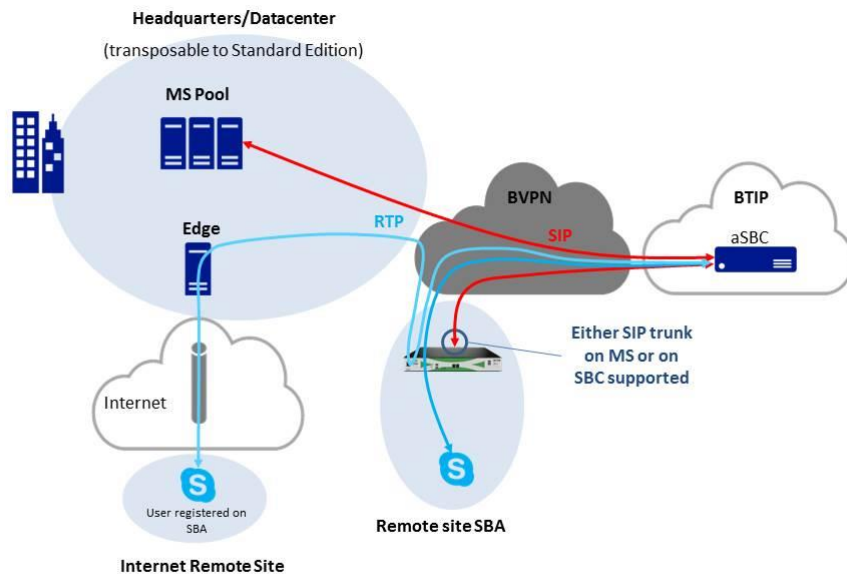 Headquarters/Datacenter
(transposable to Standard Edition)
MS Pool
BVPN
BTIP
Edge
RTP
SIP
aSBC
Either SIP trunk
on MS or on
SBC supported
Internet
S
S
User registered on
SBA
Remote site SBA
Internet Remote Site